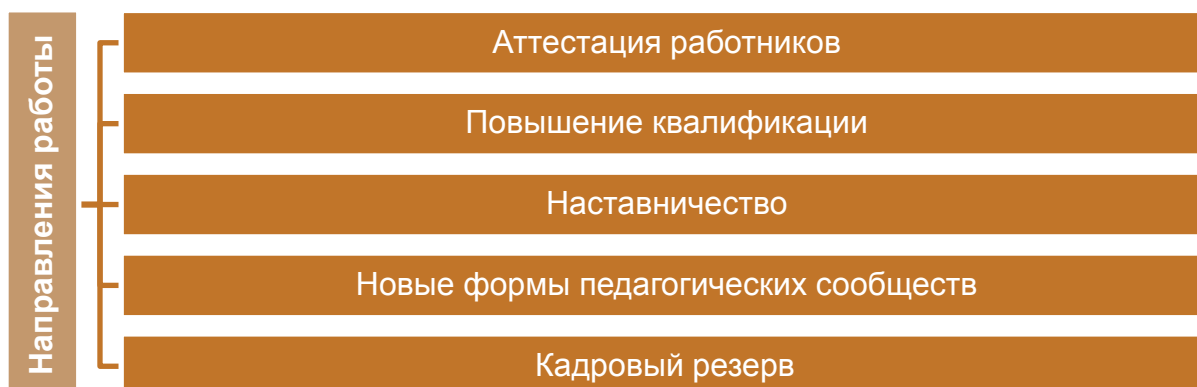 Направления работы
Аттестация работников
Повышение квалификации
Наставничество
Новые формы педагогических сообществ
Кадровый резерв